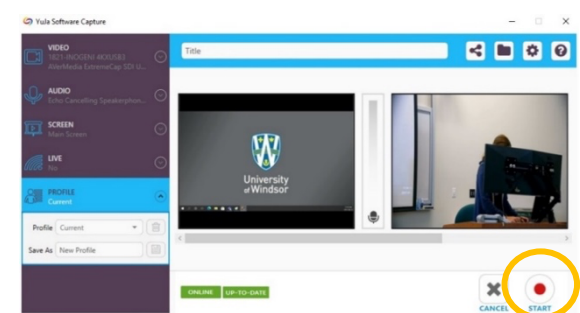 Yula Software Capture
VIDEO
1821-INOGENI 4KXUSB3
AVerMedia ExtremeCap SDI U...
AUDIO
Echo Cancelling Speakerphon...
SCREEN
Main Screen
LIVE
No
PROFILE
Current
Profile Current
Save As New Profile
Title
University
of Windsor
ONLINE UP-TO-DATE
CANCEL START